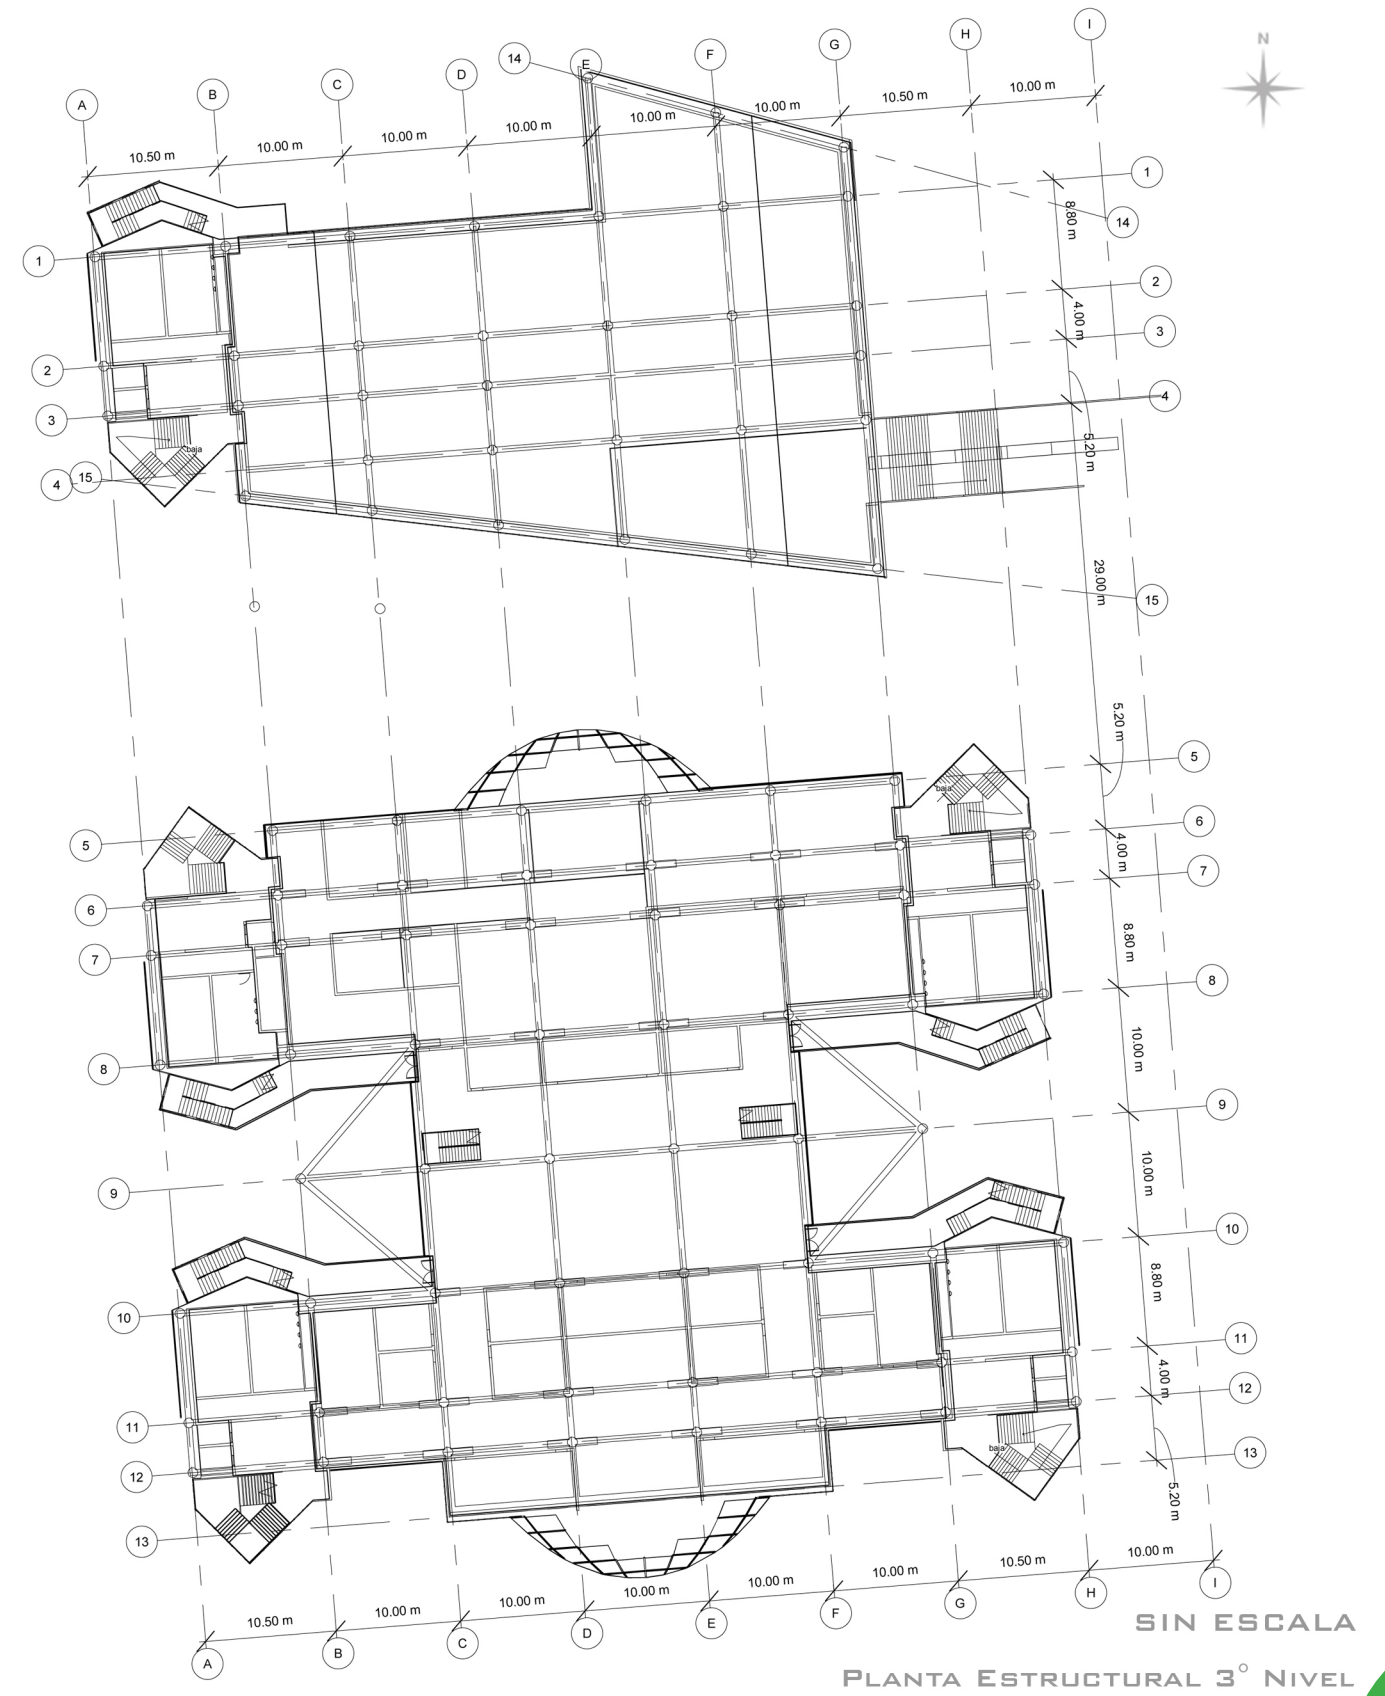 I
H
G
N
F
14
E
D
C
B
A
10.00 m
10.50 m
10.00 m
10.00 m
10.00 m
10.00 m
10.00 m
10.50 m
1
8.80 m
14
1
2
4.00 m
3
2
4
3
5.20 m
baja
15
4
29.00 m
15
5.20 m
5
baja
6
5
4.00 m
7
6
8.80 m
7
8
10.00 m
8
9
10.00 m
9
10
8.80 m
10
11
4.00 m
12
11
baja
13
12
5.20 m
13
10.00 m
10.50 m
10.00 m
10.00 m
10.00 m
10.00 m
10.00 m
10.50 m
I
H
G
F
E
D
C
B
A
SIN ESCALA
PLANTA ESTRUCTURAL 3° NIVEL